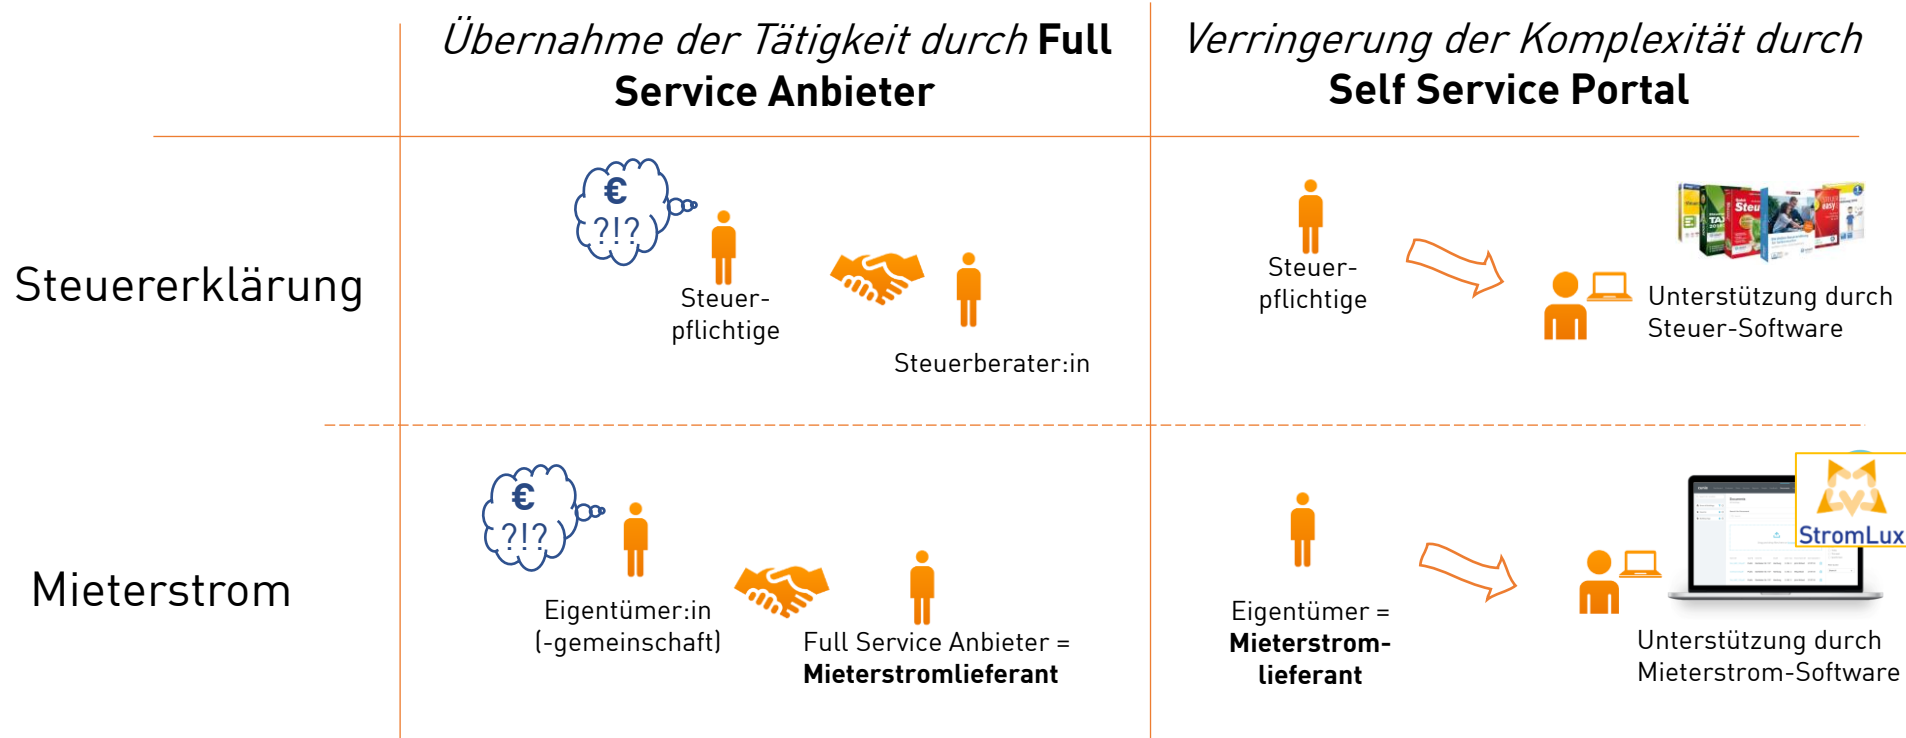 Übernahme der Tätigkeit durch Full
Service Anbieter
Verringerung der Komplexität durch
Self Service Portal
Steuererklärung
€
?!?
Steuer-
pflichtige
Steuerberater:in
Steuer-
pflichtige
Unterstützung durch
Steuer-Software
Mieterstrom
€
?!?
Eigentümer:in
(-gemeinschaft)
Full Service Anbieter =
Mieterstromlieferant
Eigentümer =
Mieterstrom-
lieferant
StromLux
Unterstützung durch
Mieterstrom-Software